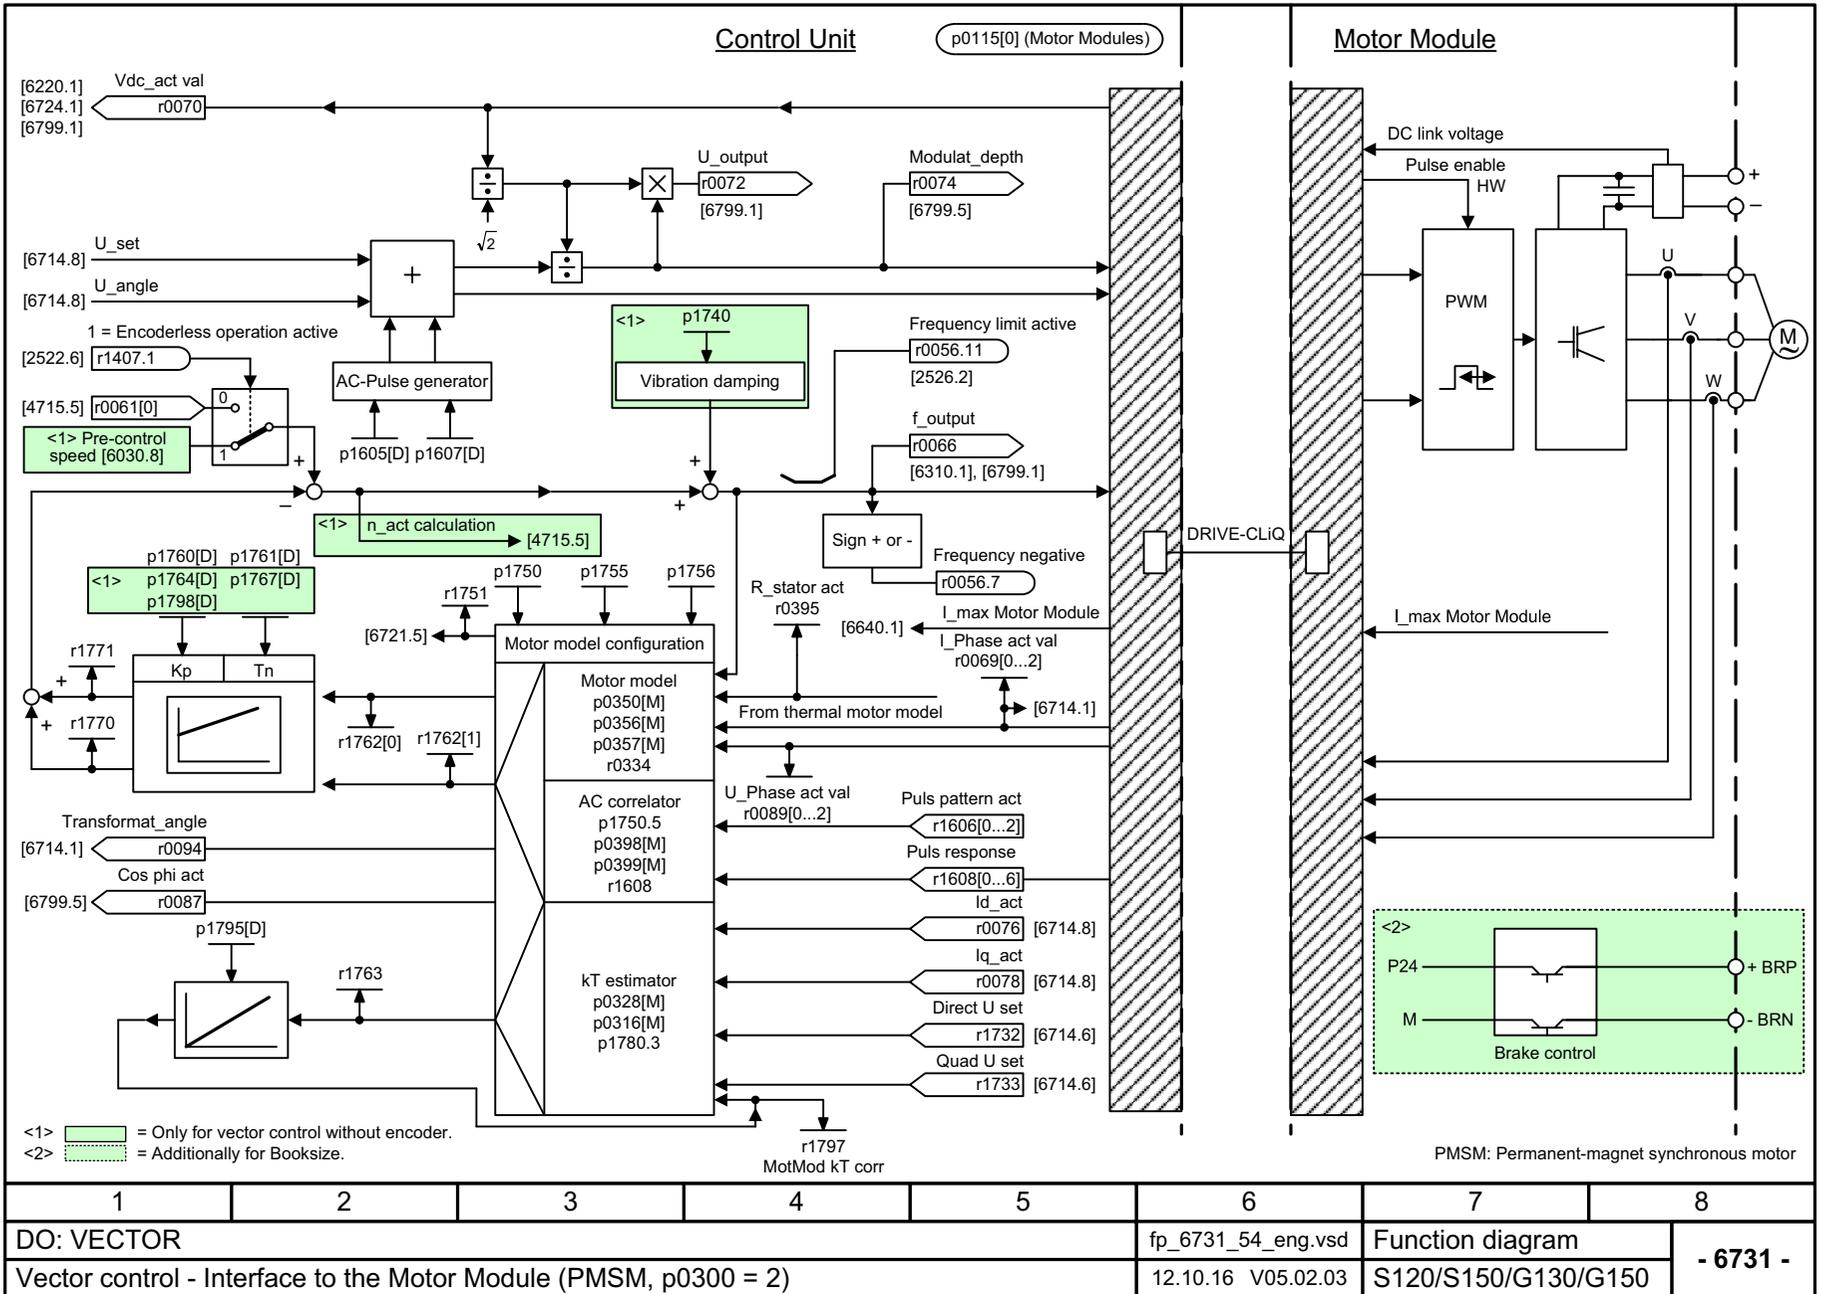 Control Unit
p0115[0] (Motor Modules)
Motor Module
[6220.1]
[6724.1]
[6799.1]
Vdc_act val
r0070
DC link voltage
Pulse enable
HW
+
−
÷
√2
×
U_output
r0072
[6799.1]
Modulat_depth
r0074
[6799.5]
[6714.8]
U_set
[6714.8]
U_angle
+
÷
PWM
U
V
W
M
~
1 = Encoderless operation active
[2522.6]
r1407.1
[4715.5]
r0061[0]
0
1
<1> Pre-control
speed [6030.8]
AC-Pulse generator
p1605[D]
p1607[D]
<1>
p1740
Vibration damping
Frequency limit active
r0056.11
[2526.2]
f_output
r0066
[6310.1], [6799.1]
+
−
+
+
<1>
n_act calculation
[4715.5]
Sign + or -
Frequency negative
r0056.7
DRIVE-CLiQ
p1760[D]
p1761[D]
<1>
p1764[D]
p1767[D]
p1798[D]
r1751
[6721.5]
p1750
p1755
p1756
R_stator act
r0395
[6640.1]
I_max Motor Module
I_Phase act val
r0069[0...2]
[6714.1]
I_max Motor Module
r1771
+
r1770
+
Kp
Tn
r1762[0]
r1762[1]
Motor model configuration
Motor model
p0350[M]
p0356[M]
p0357[M]
r0334
From thermal motor model
U_Phase act val
r0089[0...2]
AC correlator
p1750.5
p0398[M]
p0399[M]
r1608
Puls pattern act
r1606[0...2]
Puls response
r1608[0...6]
Transformat_angle
[6714.1]
r0094
Cos phi act
[6799.5]
r0087
p1795[D]
r1763
kT estimator
p0328[M]
p0316[M]
p1780.3
Id_act
r0076
[6714.8]
Iq_act
r0078
[6714.8]
Direct U set
r1732
[6714.6]
Quad U set
r1733
[6714.6]
r1797
MotMod kT corr
<2>
P24
+ BRP
M
- BRN
Brake control
<1>
= Only for vector control without encoder.
<2>
= Additionally for Booksize.
PMSM: Permanent-magnet synchronous motor
1
2
3
4
5
6
7
8
DO: VECTOR
fp_6731_54_eng.vsd
Function diagram
- 6731 -
Vector control - Interface to the Motor Module (PMSM, p0300 = 2)
12.10.16 V05.02.03
S120/S150/G130/G150